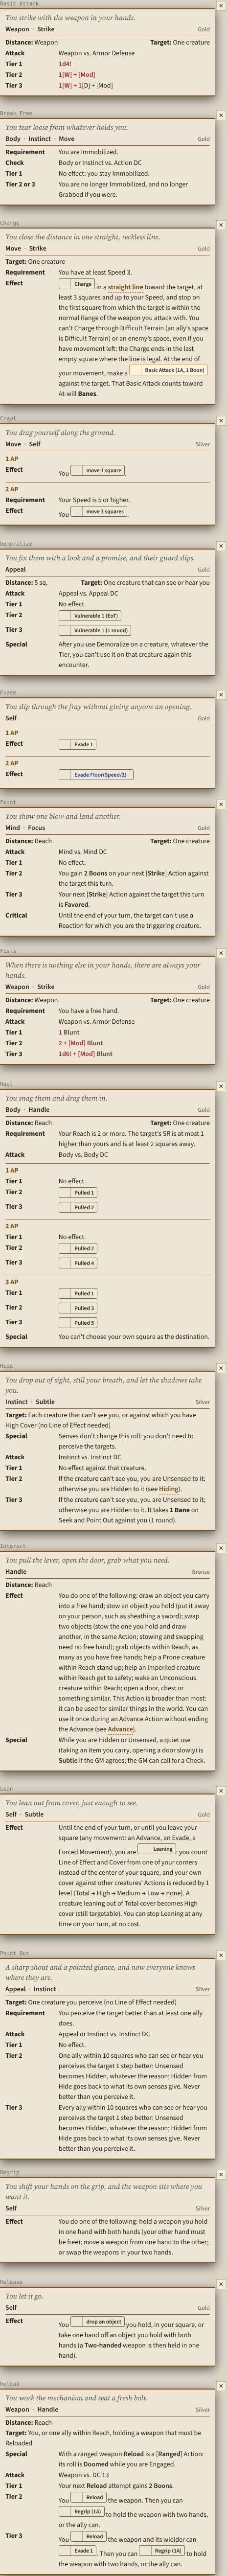 Basic Attack
You strike with the weapon in your hands.
Weapon · Strike Gold
Distance: Weapon Target: One creature
Attack Weapon vs. Armor Defense
Tier 1 1d4!
Tier 2 1[W] + [Mod]
Tier 3 1[W] + 1[D] + [Mod]
Break Free
You tear loose from whatever holds you.
Body · Instinct · Move Gold
Requirement You are Immobilized.
Check Body or Instinct vs. Action DC
Tier 1 No effect: you stay Immobilized.
Tier 2 or 3 You are no longer Immobilized, and no longer
Grabbed if you were.
Charge
You close the distance in one straight, reckless line.
Move · Strike Gold
Target: One creature
Requirement You have at least Speed 3.
Effect Charge in a straight line toward the target, at
least 3 squares and up to your Speed, and stop on
the first square from which the target is within the
normal Range of the weapon you attack with. You
can't Charge through Difficult Terrain (an ally's space
is Difficult Terrain) or an enemy's space, even if you
have movement left: the Charge ends in the last
empty square where the line is legal. At the end of
your movement, make a Basic Attack (1A, 1 Boon)
against the target. That Basic Attack counts toward
At-will Banes.
Crawl
You drag yourself along the ground.
Move · Self Silver
1 AP
Effect You move 1 square.
2 AP
Requirement Your Speed is 5 or higher.
Effect You move 3 squares.
Demoralize
You fix them with a look and a promise, and their guard slips.
Appeal Gold
Distance: 5 sq. Target: One creature that can see or hear you
Attack Appeal vs. Appeal DC
Tier 1 No effect.
Tier 2 Vulnerable 1 (EoT)
Tier 3 Vulnerable 1 (1 round)
Special After you use Demoralize on a creature, whatever the
Tier, you can't use it on that creature again this
encounter.
Evade
You slip through the fray without giving anyone an opening.
Self Gold
1 AP
Effect Evade 1
2 AP
Effect Evade Floor(Speed/2)
Feint
You show one blow and land another.
Mind · Focus Gold
Distance: Reach Target: One creature
Attack Mind vs. Mind DC
Tier 1 No effect.
Tier 2 You gain 2 Boons on your next [Strike] Action against
the target this turn.
Tier 3 Your next [Strike] Action against the target this turn
is Favored.
Critical Until the end of your turn, the target can't use a
Reaction for which you are the triggering creature.
Fists
When there is nothing else in your hands, there are always your
hands.
Weapon · Strike Gold
Distance: Weapon Target: One creature
Requirement You have a free hand.
Attack Weapon vs. Armor Defense
Tier 1 1 Blunt
Tier 2 2 + [Mod] Blunt
Tier 3 1d6! + [Mod] Blunt
Haul
You snag them and drag them in.
Body · Handle Gold
Distance: Reach Target: One creature
Requirement Your Reach is 2 or more. The target's SR is at most 1
higher than yours and is at least 2 squares away.
Attack Body vs. Body DC
1 AP
Tier 1 No effect.
Tier 2 Pulled 1
Tier 3 Pulled 2
2 AP
Tier 1 No effect.
Tier 2 Pulled 2
Tier 3 Pulled 4
3 AP
Tier 1 Pulled 1
Tier 2 Pulled 3
Tier 3 Pulled 5
Special You can't choose your own square as the destination.
Hide
You drop out of sight, still your breath, and let the shadows take
you.
Instinct · Subtle Silver
Target: Each creature that can't see you, or against which you have
High Cover (no Line of Effect needed)
Special Senses don't change this roll: you don't need to
perceive the targets.
Attack Instinct vs. Instinct DC
Tier 1 No effect against that creature.
Tier 2 If the creature can't see you, you are Unsensed to it;
otherwise you are Hidden to it (see Hiding).
Tier 3 If the creature can't see you, you are Unsensed to it;
otherwise you are Hidden to it. It takes 1 Bane on
Seek and Point Out against you (1 round).
Interact
You pull the lever, open the door, grab what you need.
Handle Bronze
Distance: Reach
Effect You do one of the following: draw an object you carry
into a free hand; stow an object you hold (put it away
on your person, such as sheathing a sword); swap
two objects (stow the one you hold and draw
another, in the same Action; stowing and swapping
need no free hand); grab objects within Reach, as
many as you have free hands; help a Prone creature
within Reach stand up; help an Imperiled creature
within Reach get to safety; wake an Unconscious
creature within Reach; open a door, chest or
something similar. This Action is broader than most:
it can be used for similar things in the world. You can
use it once during an Advance Action without ending
the Advance (see Advance).
Special While you are Hidden or Unsensed, a quiet use
(taking an item you carry, opening a door slowly) is
Subtle if the GM agrees; the GM can call for a Check.
Lean
You lean out from cover, just enough to see.
Self · Subtle Gold
Effect Until the end of your turn, or until you leave your
square (any movement: an Advance, an Evade, a
Forced Movement), you are Leaning: you count
Line of Effect and Cover from one of your corners
instead of the center of your square, and your own
cover against other creatures' Actions is reduced by 1
level (Total → High → Medium → Low → none). A
creature leaning out of Total cover becomes High
cover (still targetable). You can stop Leaning at any
time on your turn, at no cost.
Point Out
A sharp shout and a pointed glance, and now everyone knows
where they are.
Appeal · Instinct Silver
Target: One creature you perceive (no Line of Effect needed)
Requirement You perceive the target better than at least one ally
does.
Attack Appeal or Instinct vs. Instinct DC
Tier 1 No effect.
Tier 2 One ally within 10 squares who can see or hear you
perceives the target 1 step better: Unsensed
becomes Hidden, whatever the reason; Hidden from
Hide goes back to what its own sense gives. Never
better than you perceive it.
Tier 3 Every ally within 10 squares who can see or hear you
perceives the target 1 step better: Unsensed
becomes Hidden, whatever the reason; Hidden from
Hide goes back to what its own sense gives. Never
better than you perceive it.
Regrip
You shift your hands on the grip, and the weapon sits where you
want it.
Self Silver
Effect You do one of the following: hold a weapon you hold
in one hand with both hands (your other hand must
be free); move a weapon from one hand to the other;
or swap the weapons in your two hands.
Release
You let it go.
Self Gold
Effect You drop an object you hold, in your square, or
take one hand off an object you hold with both
hands (a Two-handed weapon is then held in one
hand).
Reload
You work the mechanism and seat a fresh bolt.
Weapon · Handle Silver
Distance: Reach
Target: You, or one ally within Reach, holding a weapon that must be
Reloaded
Special With a ranged weapon Reload is a [Ranged] Action:
its roll is Doomed while you are Engaged.
Attack Weapon vs. DC 13
Tier 1 Your next Reload attempt gains 2 Boons.
Tier 2 You Reload the weapon. Then you can
Regrip (1A) to hold the weapon with two hands,
or the ally can.
Tier 3 You Reload the weapon and its wielder can
Evade 1. Then you can Regrip (1A) to hold
the weapon with two hands, or the ally can.